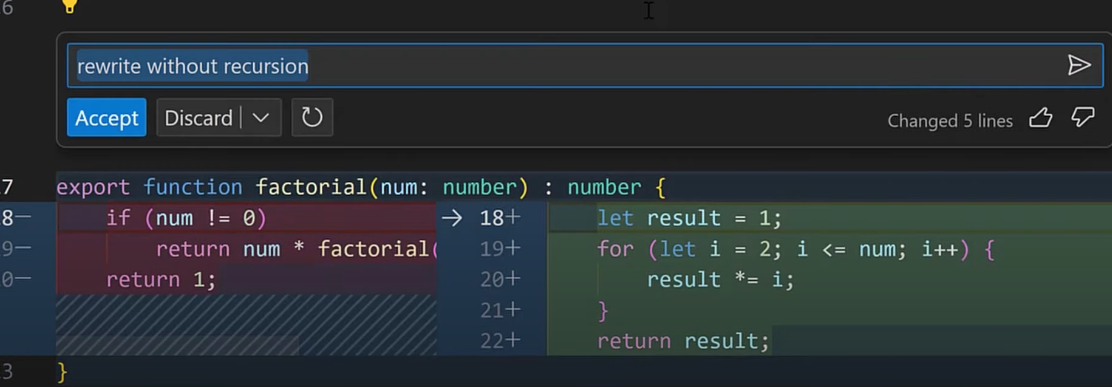 6
rewrite without recursion
Accept Discard
Changed 5 lines
7 export function factorial(num: number) : number {
8— if (num != 0)
9— return num * factorial(
0— return 1;
→ 18+ let result = 1;
19+ for (let i = 2; i <= num; i++) {
20+ result *= i;
21+ }
22+ return result;
3 }